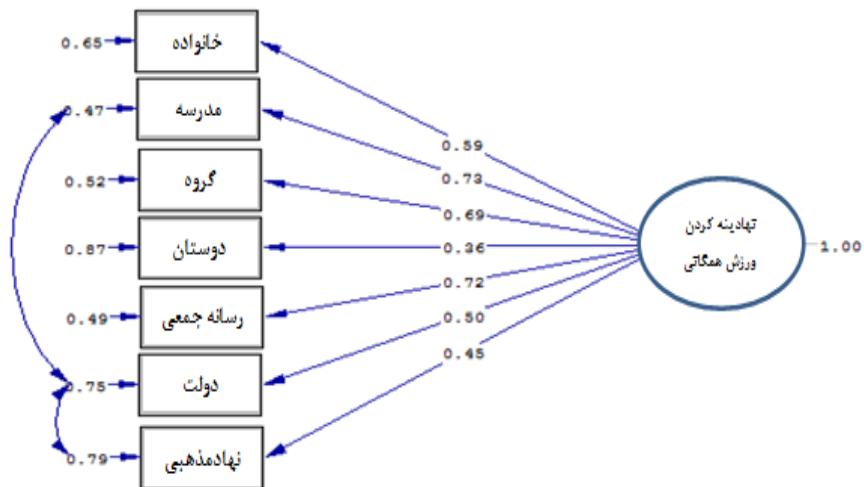 0.65
خانواده
0.59
0.47
مدرسه
0.73
0.52
گروه
0.69
0.87
دوستان
0.36
تهادینه کردن
ورزش همگاتی
1.00
0.49
رسانه جمعی
0.72
0.75
دولت
0.50
0.79
نهادمذهبی
0.45